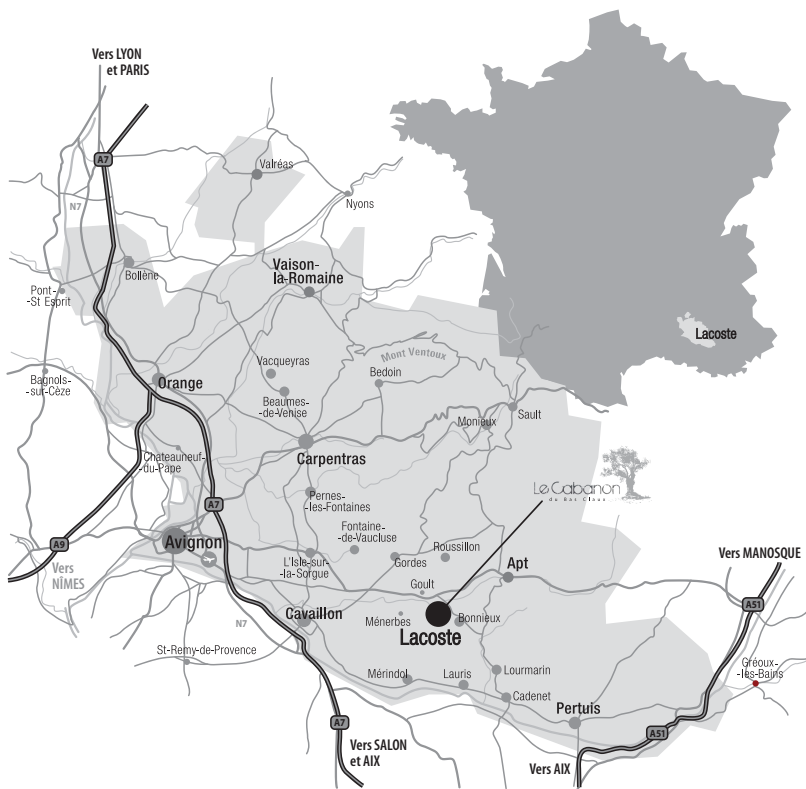 Vers LYON
et PARIS
A7
Valréas
N7
Nyons
Bollène
Vaison-
-la-Romaine
Pont-
-St Esprit
Lacoste
Mont Ventoux
Vacqueyras
Bedoin
Orange
Bagnols-
-sur-Cèze
Beaumes-
-de-Venise
Sault
Monieux
Carpentras
Chateauneuf-
-du-Pape
Le Cabanon
du Bas Claux
Pernes-
-les-Fontaines
A7
Fontaine-
-de-Vaucluse
Avignon
A9
Roussillon
Vers MANOSQUE
Vers
NÎMES
L'Isle-sur-
-la-Sorgue
Gordes
Apt
Goult
A51
Cavaillon
Ménerbes
Bonnieux
N7
Lacoste
St-Remy-de-Provence
Gréoux-
-les-Bains
Mérindol
Lauris
Lourmarin
Cadenet
Pertuis
A7
A51
Vers SALON
et AIX
Vers AIX